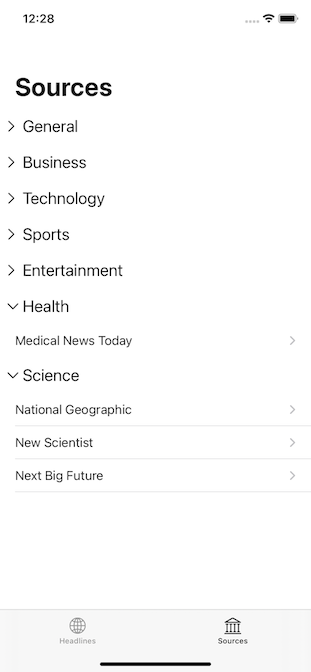 12:28
Sources
General
Business
Technology
Sports
Entertainment
Health
Medical News Today
Science
National Geographic
New Scientist
Next Big Future
Headlines
Sources